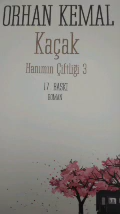 ORHAN KEMAL
Kaçak
Hanımın Çiftliği 3
17. BASKI
ROMAN